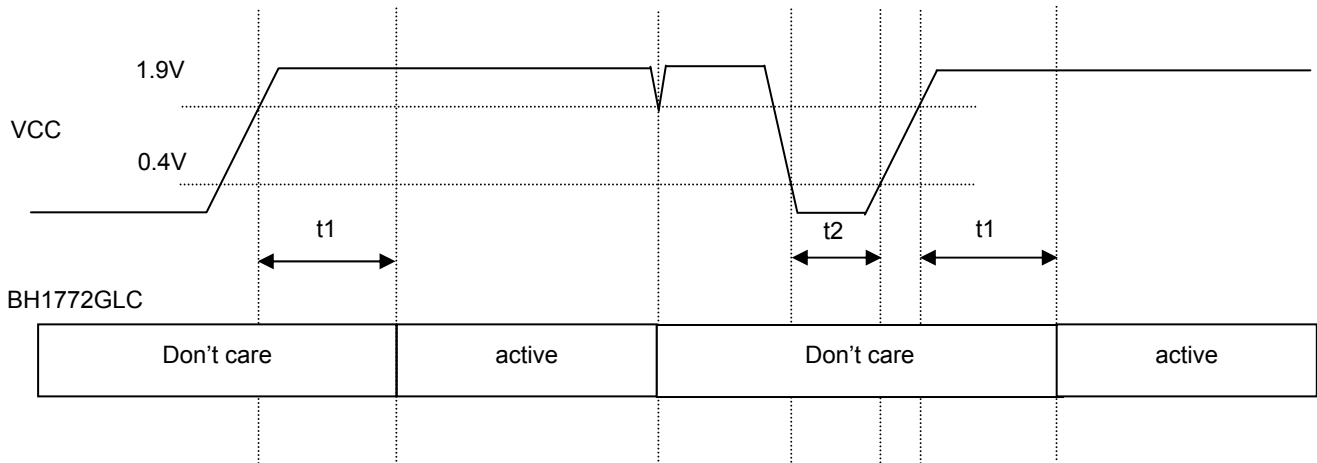 1.9V
VCC
0.4V
t1
t2
t1
BH1772GLC
Don't care
active
Don't care
active